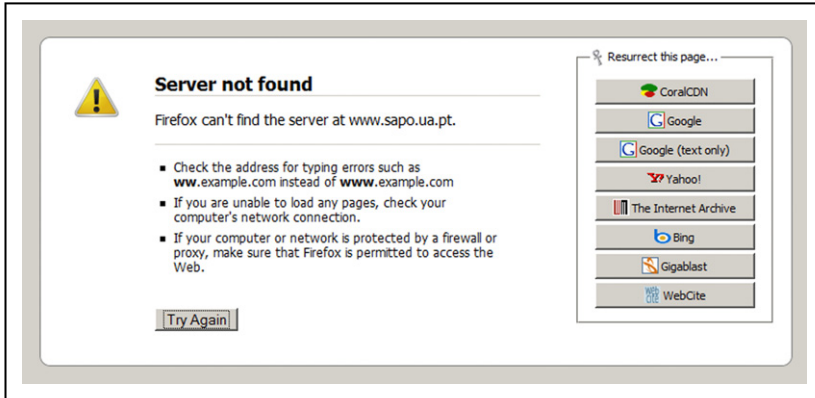 Server not found
Firefox can't find the server at www.sapo.ua.pt.
Check the address for typing errors such as
ww.example.com instead of www.example.com
If you are unable to load any pages, check your
computer's network connection.
If your computer or network is protected by a firewall or
proxy, make sure that Firefox is permitted to access the
Web.
Try Again
Resurrect this page...
CoralCDN
Google
Google (text only)
Yahoo!
The Internet Archive
Bing
Gigablast
WebCite